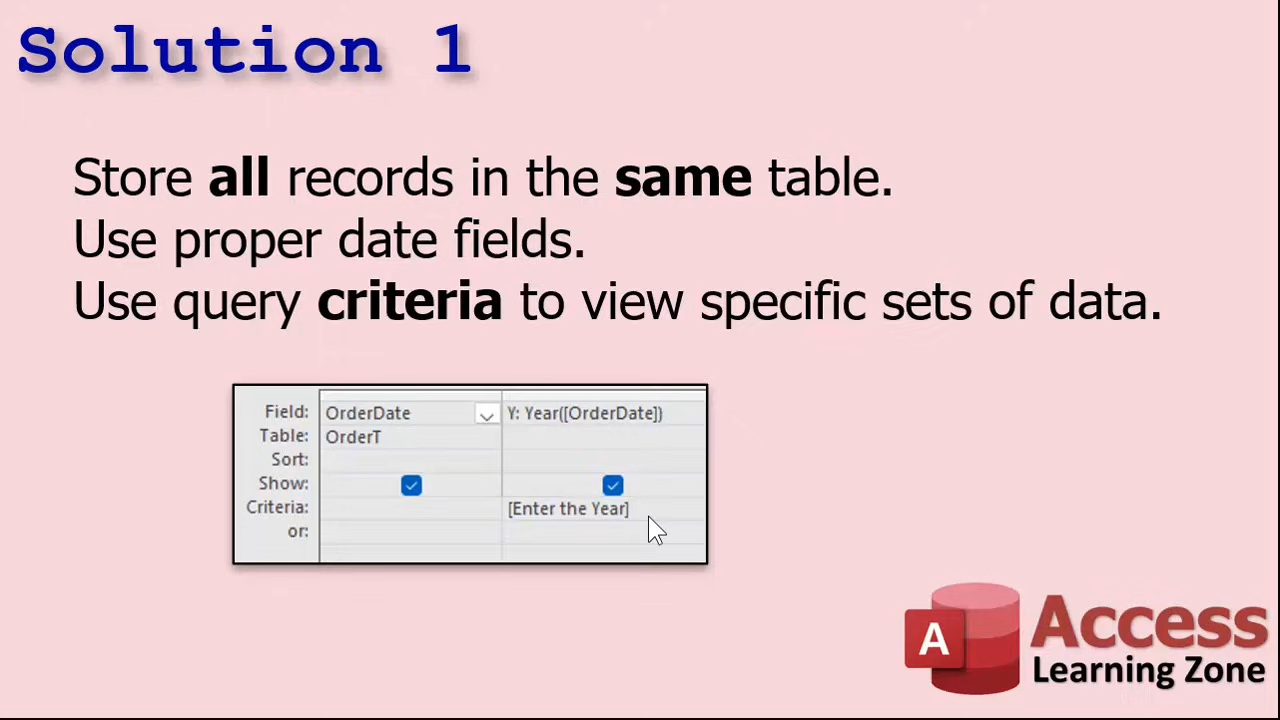 Solution 1
Store all records in the same table.
Use proper date fields.
Use query criteria to view specific sets of data.
Field: OrderDate Y: Year([OrderDate])
Table: OrderT
Sort:
Show:
Criteria: [Enter the Year]
or:
A
Access
Learning Zone